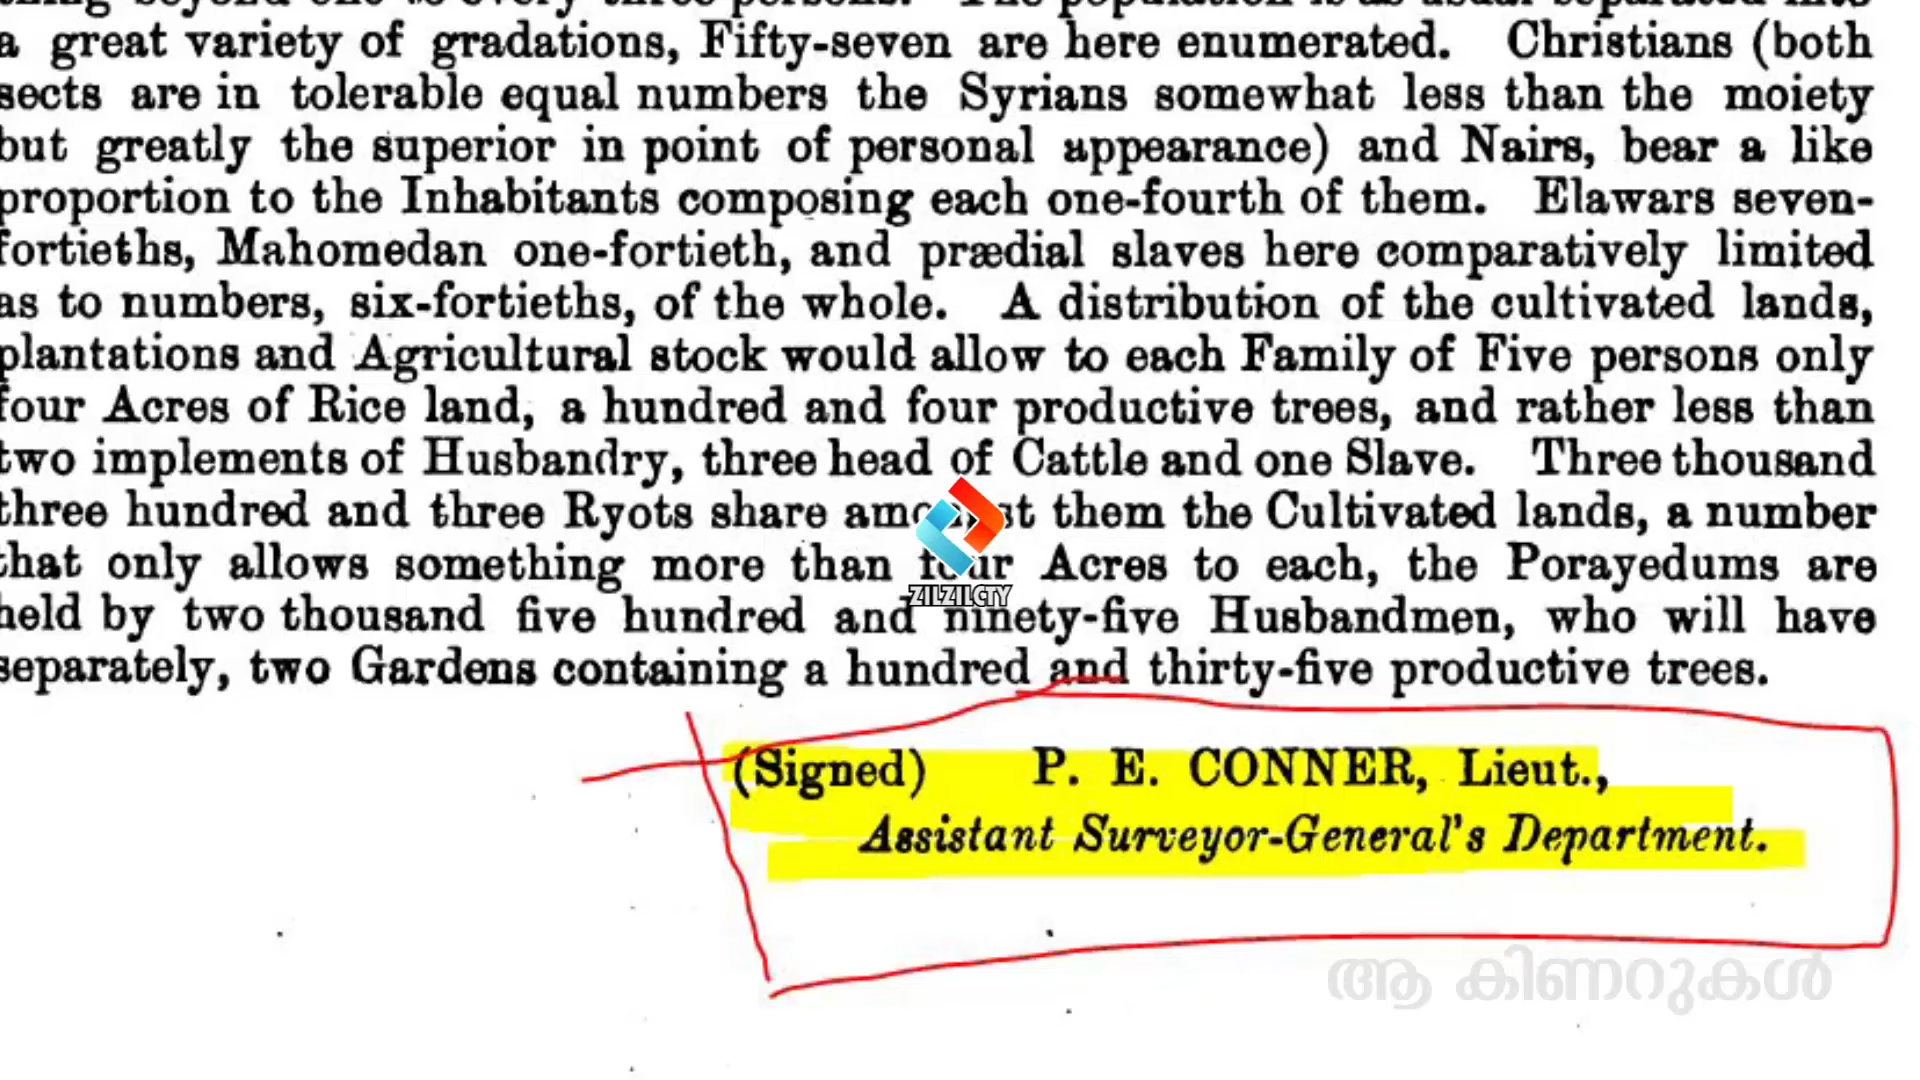 a great variety of gradations, Fifty-seven are here enumerated. Christians (both
sects are in tolerable equal numbers the Syrians somewhat less than the moiety
but greatly the superior in point of personal appearance) and Nairs, bear a like
proportion to the Inhabitants composing each one-fourth of them. Elawars seven-
fortieths, Mahomedan one-fortieth, and prædial slaves here comparatively limited
as to numbers, six-fortieths, of the whole. A distribution of the cultivated lands,
plantations and Agricultural stock would allow to each Family of Five persons only
four Acres of Rice land, a hundred and four productive trees, and rather less than
two implements of Husbandry, three head of Cattle and one Slave. Three thousand
three hundred and three Ryots share amongst them the Cultivated lands, a number
that only allows something more than four Acres to each, the Porayedums are
ZILZILCTY
held by two thousand five hundred and ninety-five Husbandmen, who will have
separately, two Gardens containing a hundred and thirty-five productive trees.
(Signed) P. E. CONNER, Lieut.,
Assistant Surveyor-General's Department.
ആ കിണറുകൾ